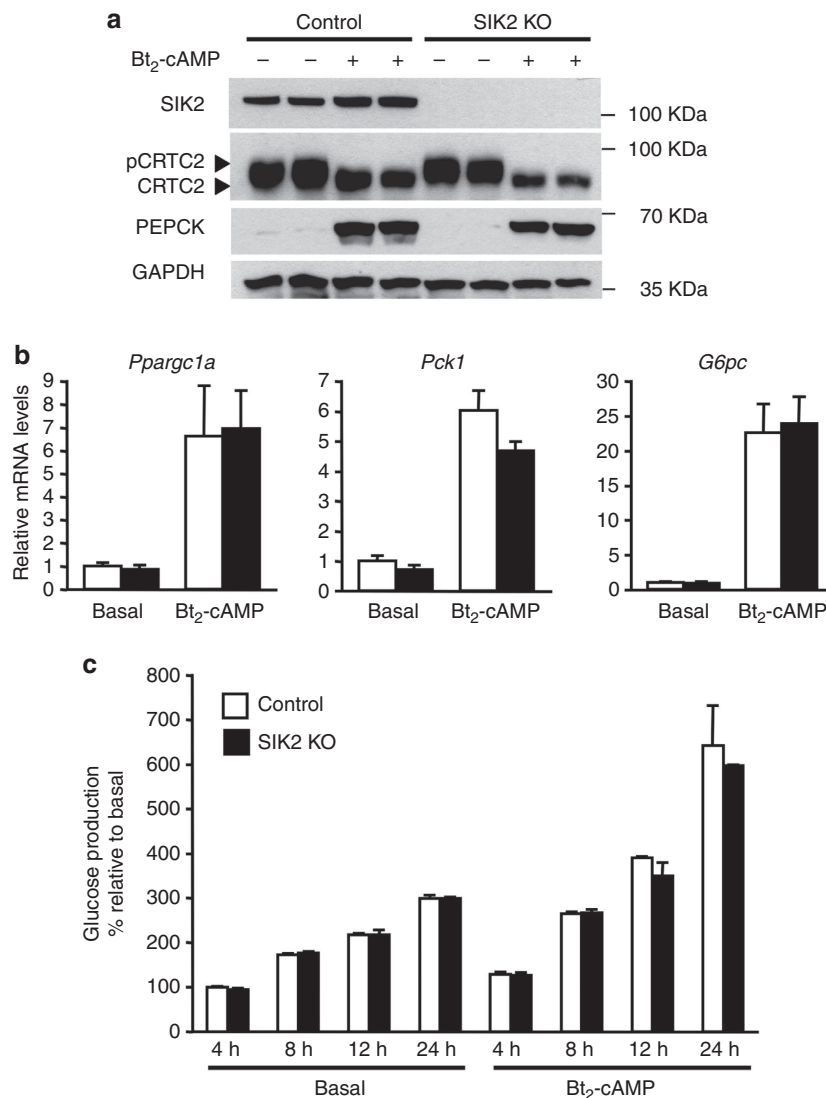 a
Control SIK2 KO
Bt₂-cAMP – – + + – – + +
SIK2
100 KDa
100 KDa
pCRTC2
CRTC2
70 KDa
PEPCK
GAPDH
35 KDa
b
Ppargc1a Pck1 G6pc
Relative mRNA levels
9
8
7
6
5
4
3
2
1
0
Basal Bt₂-cAMP
7
6
5
4
3
2
1
0
Basal Bt₂-cAMP
30
25
20
15
10
5
0
Basal Bt₂-cAMP
c
Glucose production
% relative to basal
800
700
600
500
400
300
200
100
0
Control
SIK2 KO
4 h 8 h 12 h 24 h 4 h 8 h 12 h 24 h
Basal Bt₂-cAMP